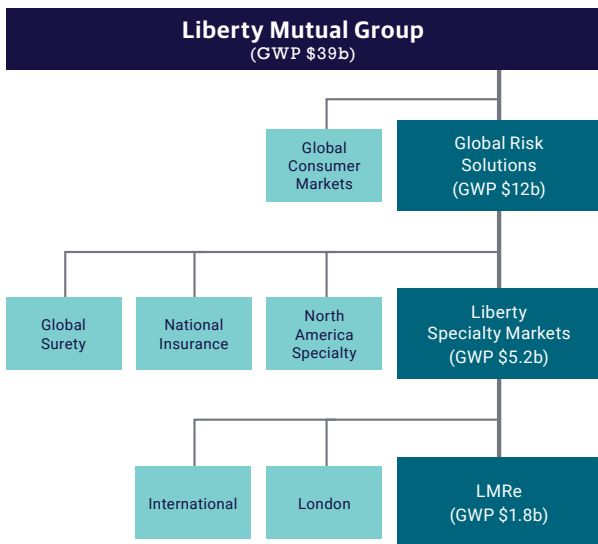 Liberty Mutual Group
(GWP $39b)
Global
Consumer
Markets
Global Risk
Solutions
(GWP $12b)
Global
Surety
National
Insurance
North
America
Specialty
Liberty
Specialty Markets
(GWP $5.2b)
International
London
LMRe
(GWP $1.8b)